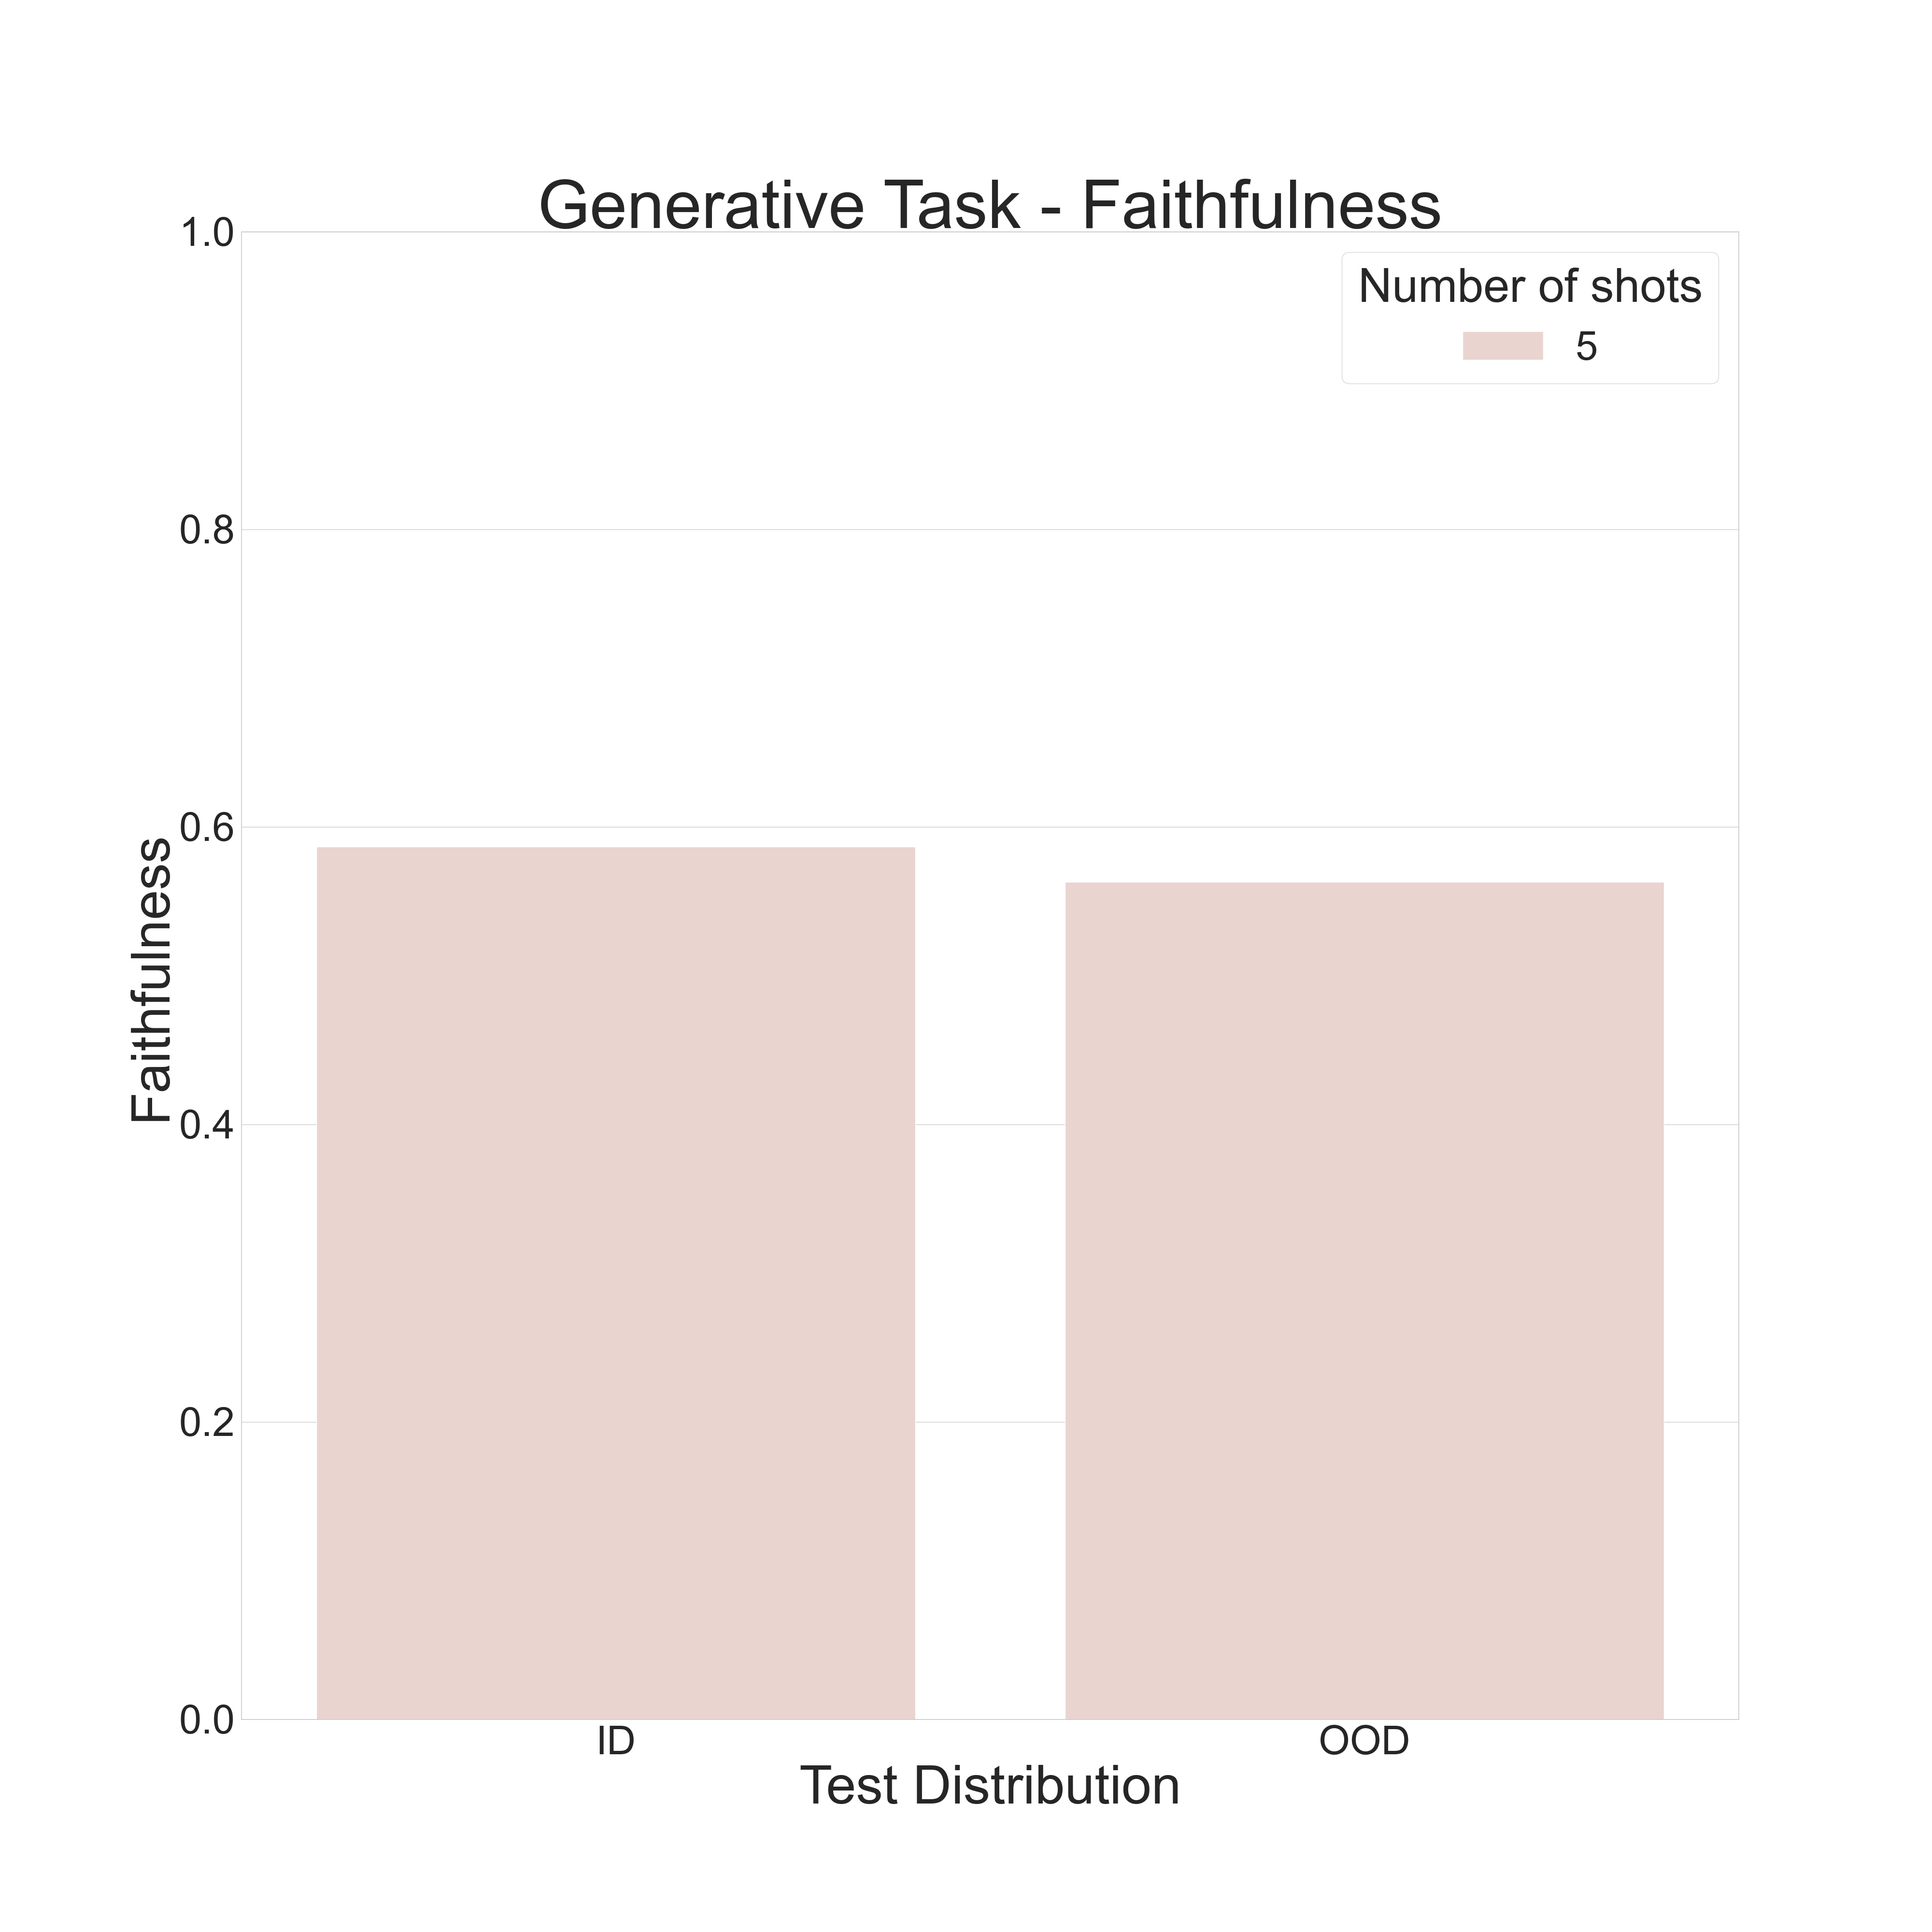 Generative Task - Faithfulness
1.0
0.8
0.6
0.4
0.2
0.0
Faithfulness
Number of shots
5
ID
OOD
Test Distribution